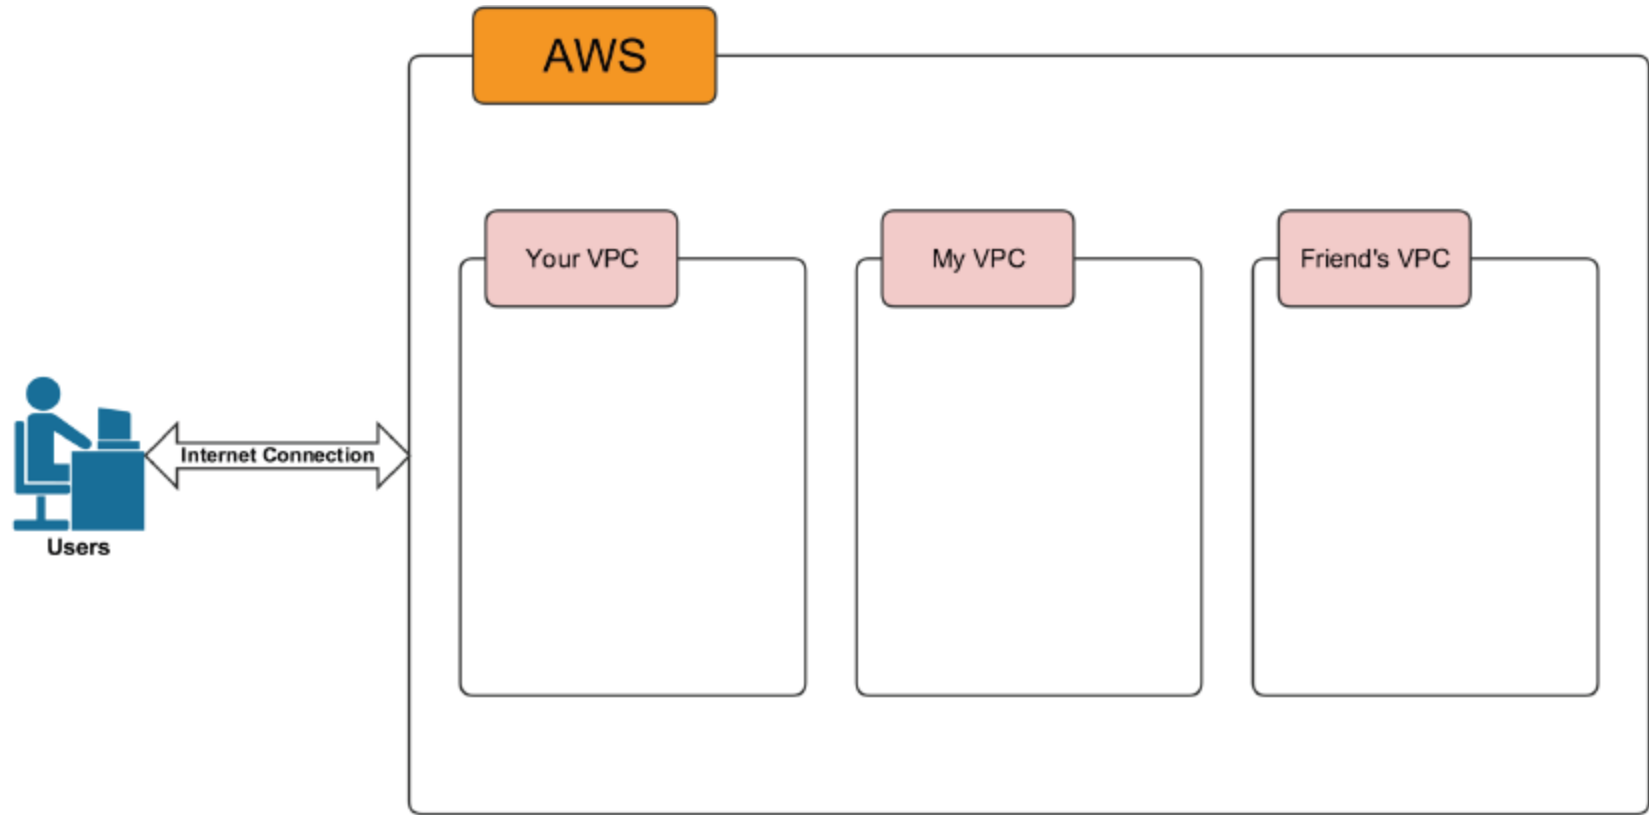 AWS
Your VPC
My VPC
Friend's VPC
Internet Connection
Users